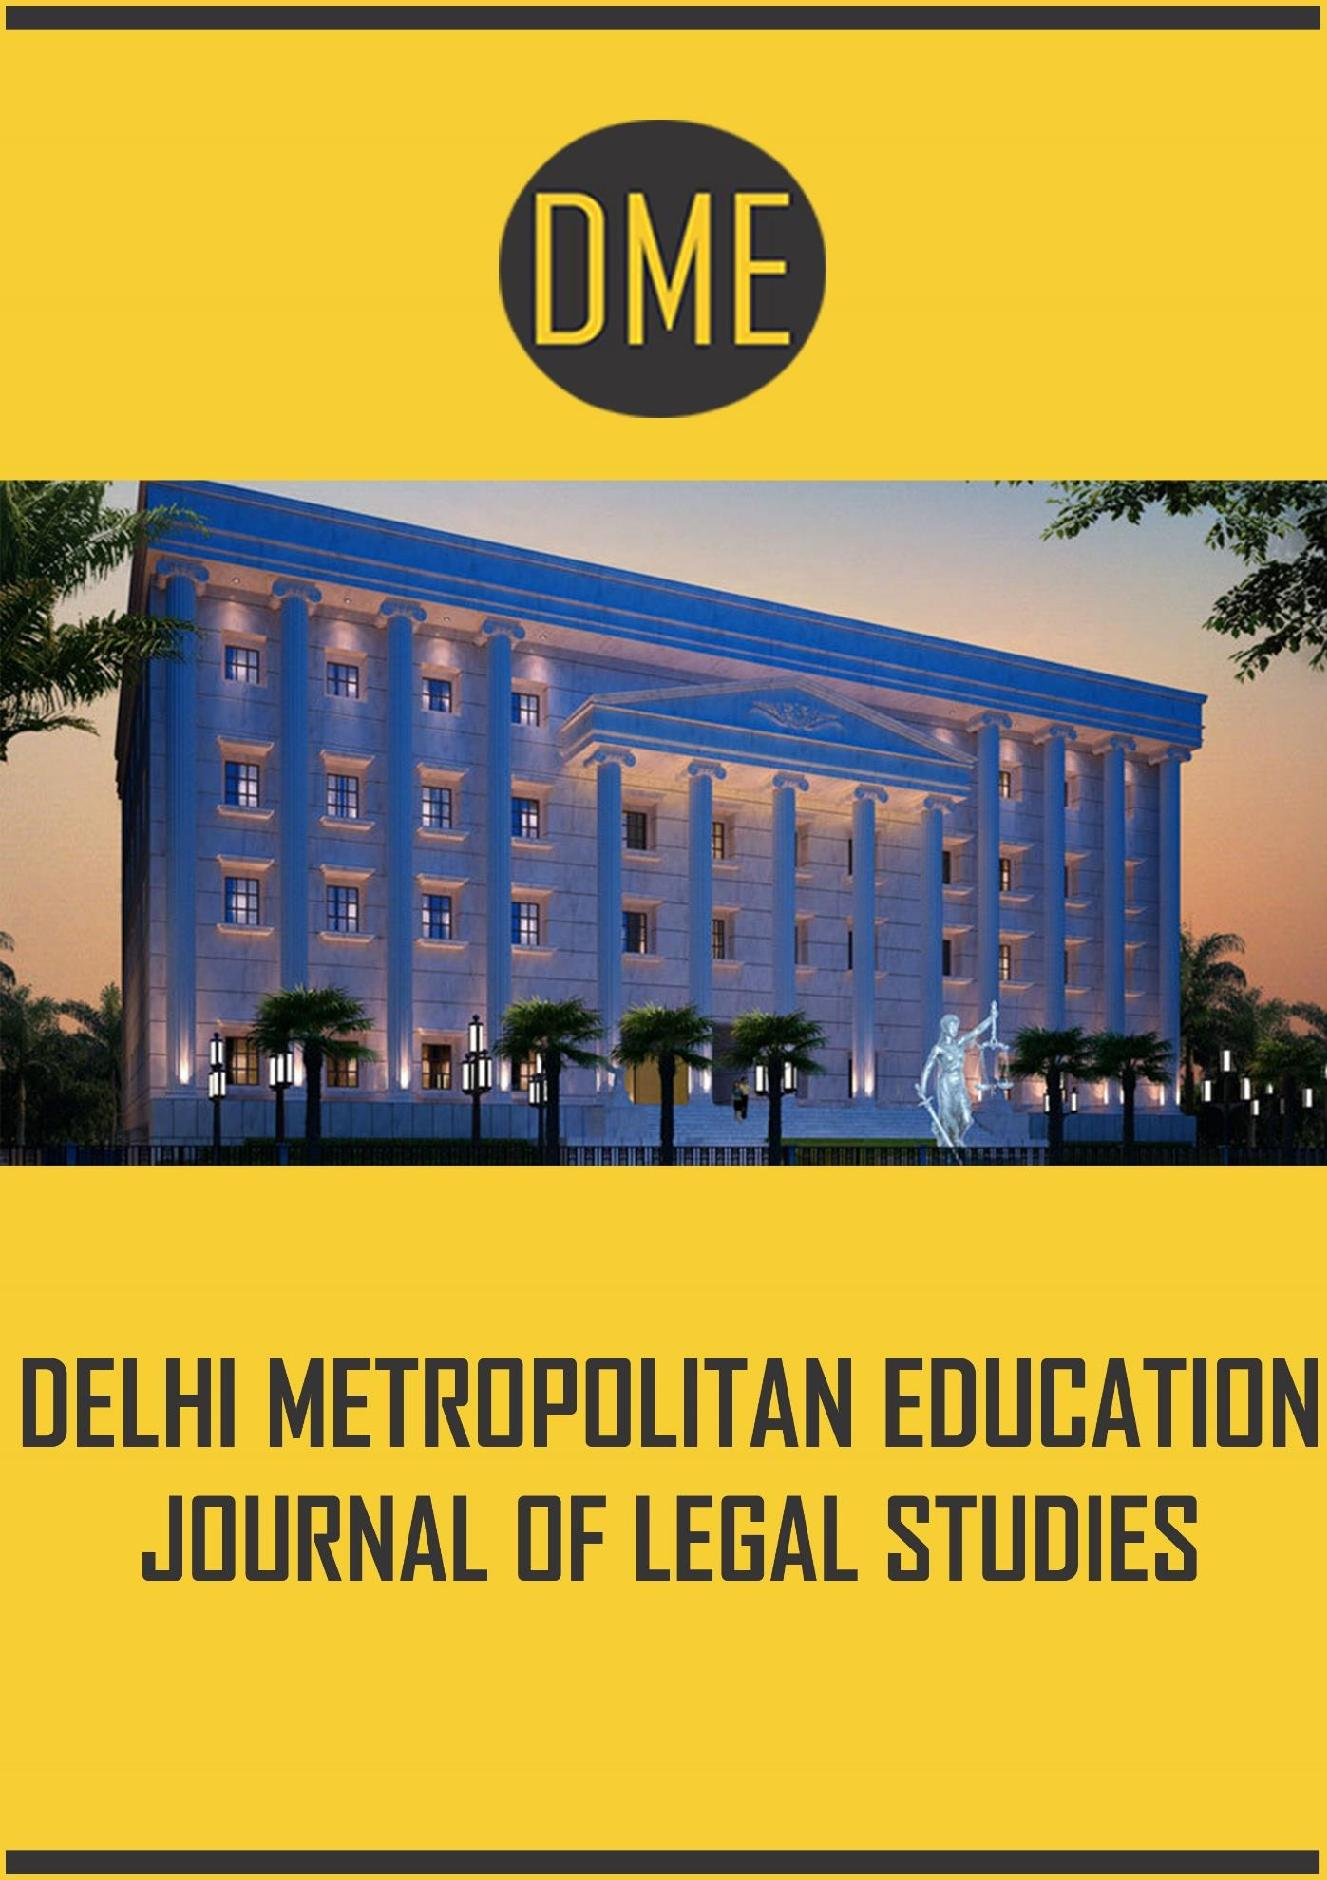 DME
DELHI METROPOLITAN EDUCATION
JOURNAL OF LEGAL STUDIES